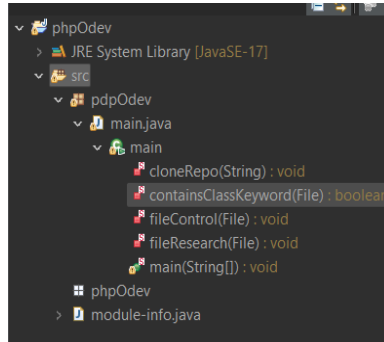 phpOdev
JRE System Library [JavaSE-17]
src
pdpOdev
main.java
main
cloneRepo(String) : void
containsClassKeyword(File) : boolean
fileControl(File) : void
fileResearch(File) : void
main(String[]) : void
phpOdev
module-info.java